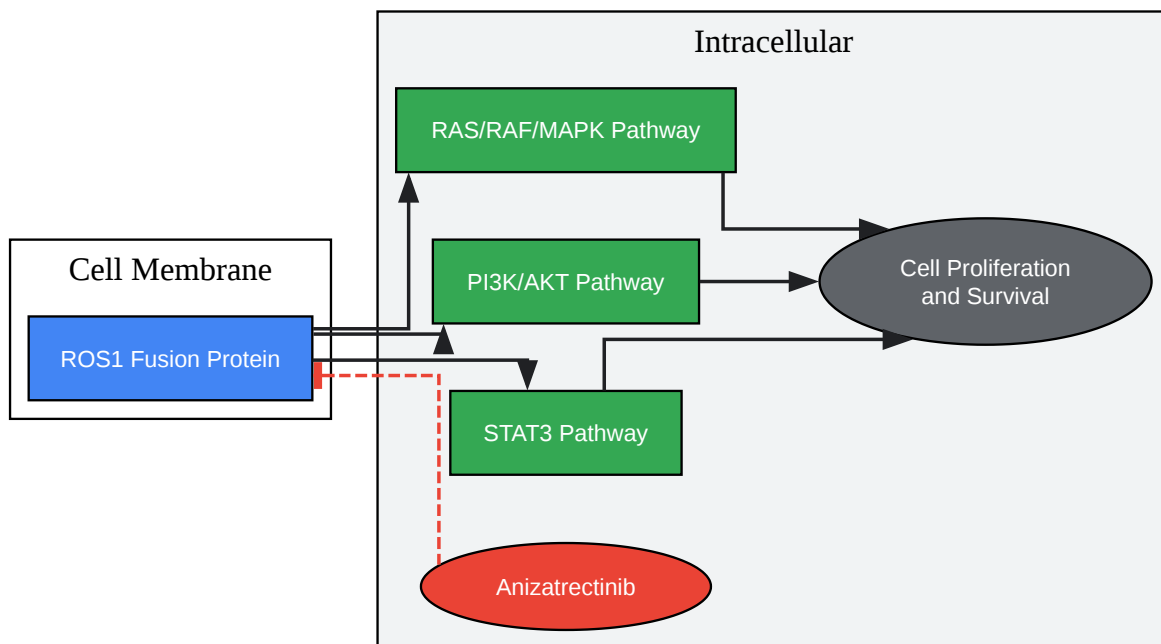 Intracellular
RAS/RAF/MAPK Pathway
Cell Membrane
PI3K/AKT Pathway
Cell Proliferation
and Survival
ROS1 Fusion Protein
STAT3 Pathway
Anizatrectinib